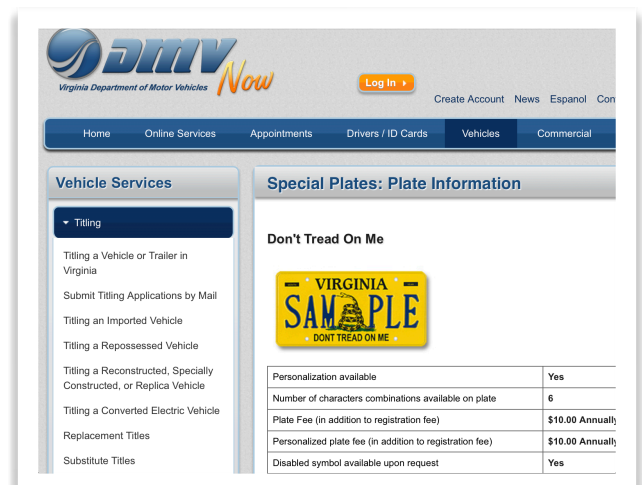 DMV Now
Virginia Department of Motor Vehicles
Log In
Create Account News Espanol Con
Home Online Services Appointments Drivers / ID Cards Vehicles Commercial
Vehicle Services
Titling
Titling a Vehicle or Trailer in
Virginia
Submit Titling Applications by Mail
Titling an Imported Vehicle
Titling a Repossessed Vehicle
Titling a Reconstructed, Specially
Constructed, or Replica Vehicle
Titling a Converted Electric Vehicle
Replacement Titles
Substitute Titles
Special Plates: Plate Information
Don't Tread On Me
VIRGINIA
SAMPLE
DONT TREAD ON ME
Personalization available Yes
Number of characters combinations available on plate 6
Plate Fee (in addition to registration fee) $10.00 Annually
Personalized plate fee (in addition to registration fee) $10.00 Annually
Disabled symbol available upon request Yes